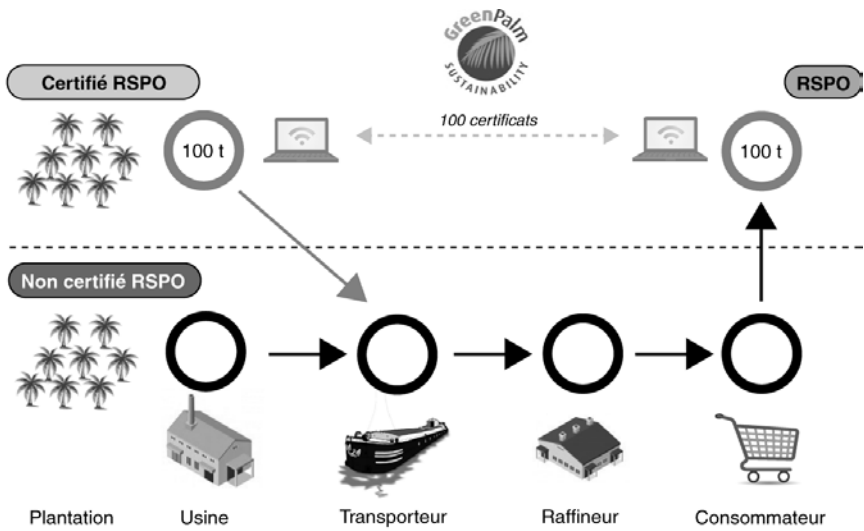 GreenPalm
SUSTAINABILITY
Certifié RSPO
RSPO
100 t
100 certificats
100 t
Non certifié RSPO
Plantation
Usine
Transporteur
Raffineur
Consommateur